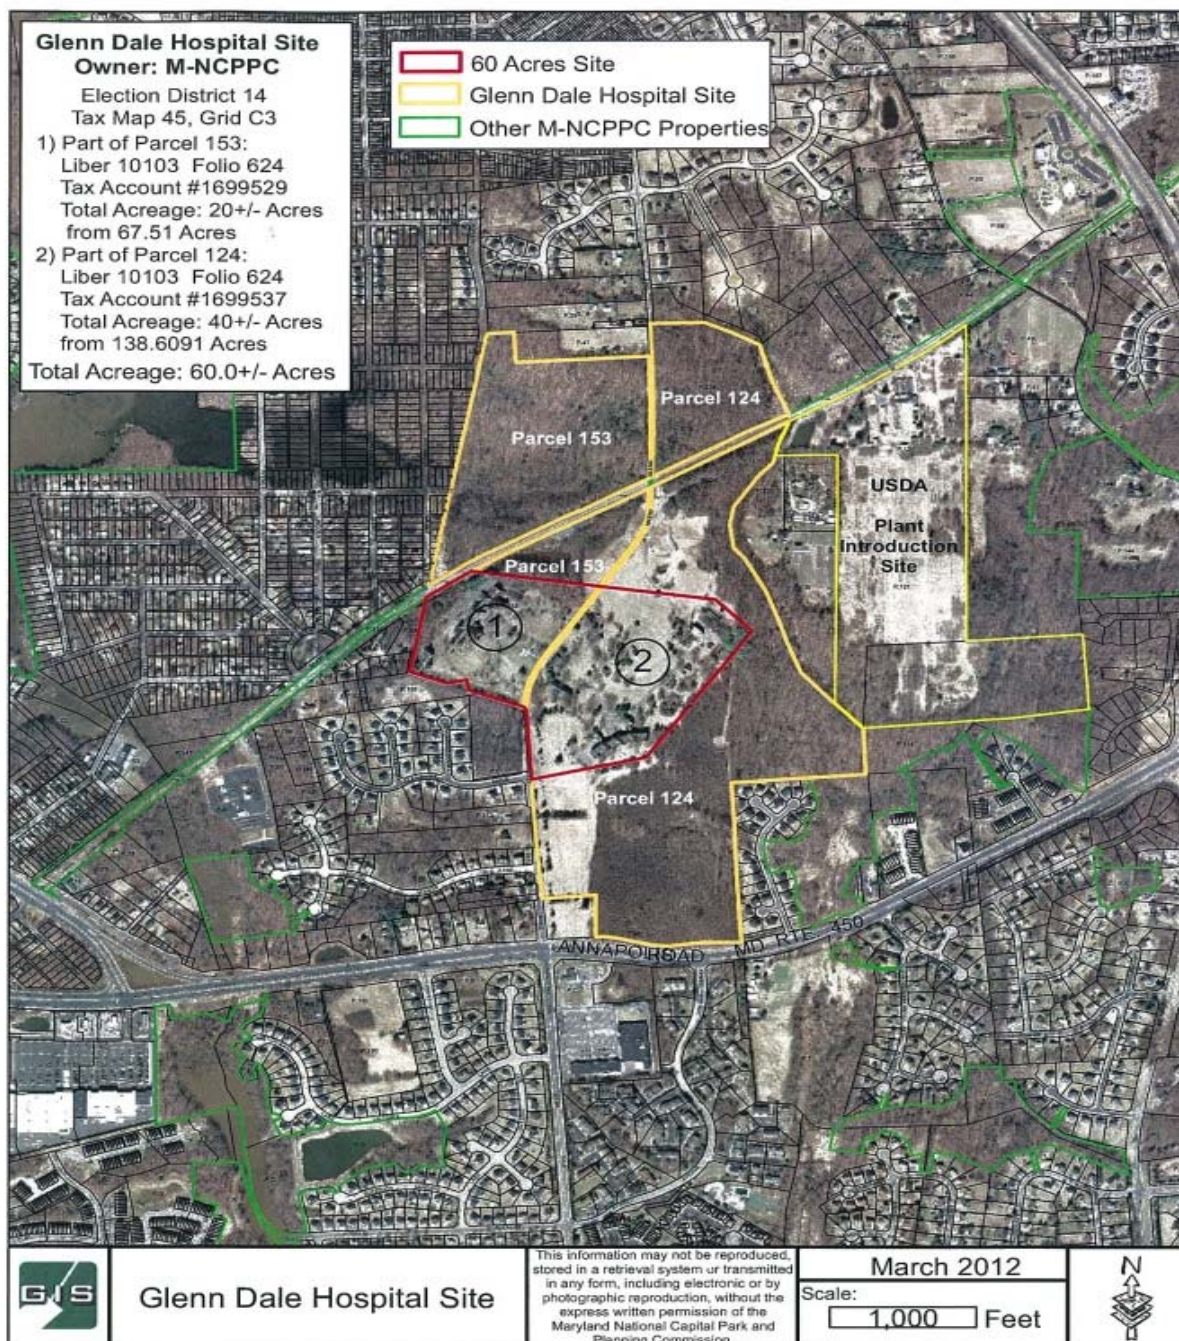 Glenn Dale Hospital Site
Owner: M-NCPPC
Election District 14
Tax Map 45, Grid C3
1) Part of Parcel 153:
Liber 10103 Folio 624
Tax Account #1699529
Total Acreage: 20+/- Acres
from 67.51 Acres
2) Part of Parcel 124:
Liber 10103 Folio 624
Tax Account #1699537
Total Acreage: 40+/- Acres
from 138.6091 Acres
Total Acreage: 60.0+/- Acres
60 Acres Site
Glenn Dale Hospital Site
Other M-NCPPC Properties
Parcel 124
Parcel 153
USDA
Plant
Introduction
Site
Parcel 153
1
2
Parcel 124
MD RTE 450
GIS
Glenn Dale Hospital Site
This information may not be reproduced,
stored in a retrieval system or transmitted
in any form, including electronic or by
photographic reproduction, without the
express written permission of the
Maryland National Capital Park and
Planning Commission
March 2012
Scale:
1,000 Feet
N